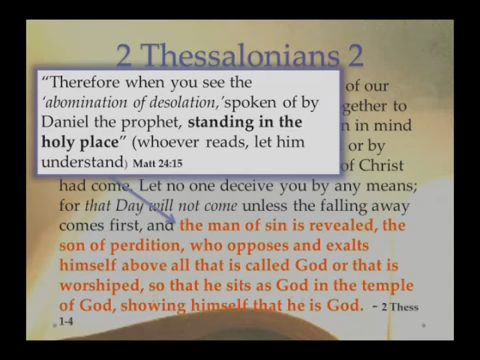 2 Thessalonians 2
“Therefore when you see the
‘abomination of desolation,’spoken of by
Daniel the prophet, standing in the
holy place” (whoever reads, let him
understand) Matt 24:15
of our
gether to
n in mind
or by
of Christ
had come. Let no one deceive you by any means;
for that Day will not come unless the falling away
comes first, and the man of sin is revealed, the
son of perdition, who opposes and exalts
himself above all that is called God or that is
worshiped, so that he sits as God in the temple
of God, showing himself that he is God. – 2 Thess
1-4